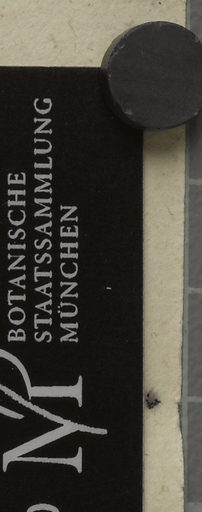 BOTANISCHE
STAATSSAMMLUNG
MÜNCHEN
M